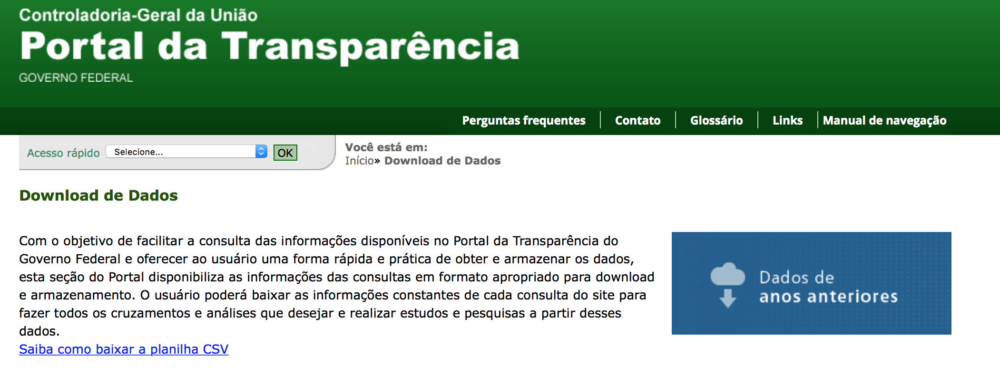 Controladoria-Geral da União
Portal da Transparência
GOVERNO FEDERAL
Perguntas frequentes
Contato
Glossário
Links
Manual de navegação
Acesso rápido
Selecione...
OK
Você está em:
Início» Download de Dados
Download de Dados
Com o objetivo de facilitar a consulta das informações disponíveis no Portal da Transparência do
Governo Federal e oferecer ao usuário uma forma rápida e prática de obter e armazenar os dados,
esta seção do Portal disponibiliza as informações das consultas em formato apropriado para download
e armazenamento. O usuário poderá baixar as informações constantes de cada consulta do site para
fazer todos os cruzamentos e análises que desejar e realizar estudos e pesquisas a partir desses
dados.
Saiba como baixar a planilha CSV
Dados de
anos anteriores